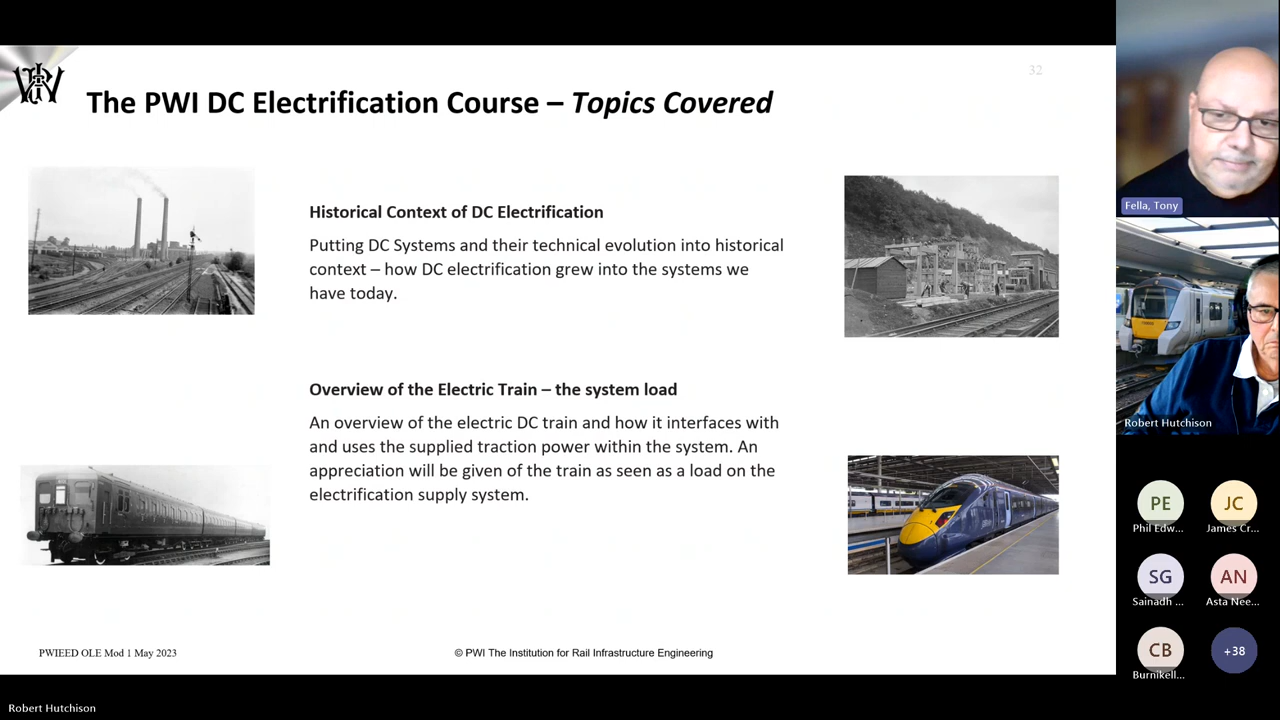 32
The PWI DC Electrification Course – Topics Covered
Historical Context of DC Electrification
Putting DC Systems and their technical evolution into historical
context – how DC electrification grew into the systems we
have today.
Overview of the Electric Train – the system load
An overview of the electric DC train and how it interfaces with
and uses the supplied traction power within the system. An
appreciation will be given of the train as seen as a load on the
electrification supply system.
PWIEED OLE Mod 1 May 2023
© PWI The Institution for Rail Infrastructure Engineering
Robert Hutchison
Fella, Tony
Robert Hutchison
PE
Phil Edw...
JC
James Cr...
SG
Sainadh ...
AN
Asta Nee...
CB
Burnikell...
+38